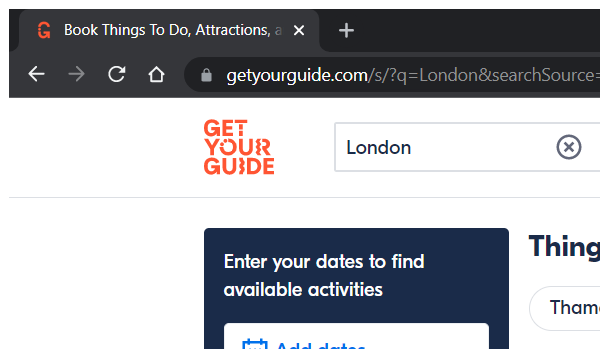 Book Things To Do, Attractions, a
getyourguide.com/s/?q=London&searchSource=
GET
YOUR
GUIDE
London
Enter your dates to find
available activities
Add dates
Thing
Tham